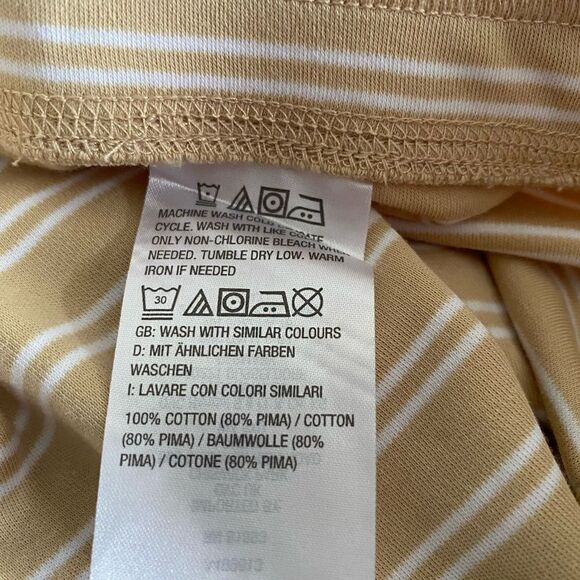 MACHINE WASH COLD
CYCLE. WASH WITH LIKE
ONLY NON-CHLORINE BLEACH WHEN
NEEDED. TUMBLE DRY LOW. WARM
IRON IF NEEDED
30
GB: WASH WITH SIMILAR COLOURS
D: MIT ÄHNLICHEN FARBEN
WASCHEN
I: LAVARE CON COLORI SIMILARI
100% COTTON (80% PIMA) / COTTON
(80% PIMA) / BAUMWOLLE (80%
PIMA) / COTONE (80% PIMA)